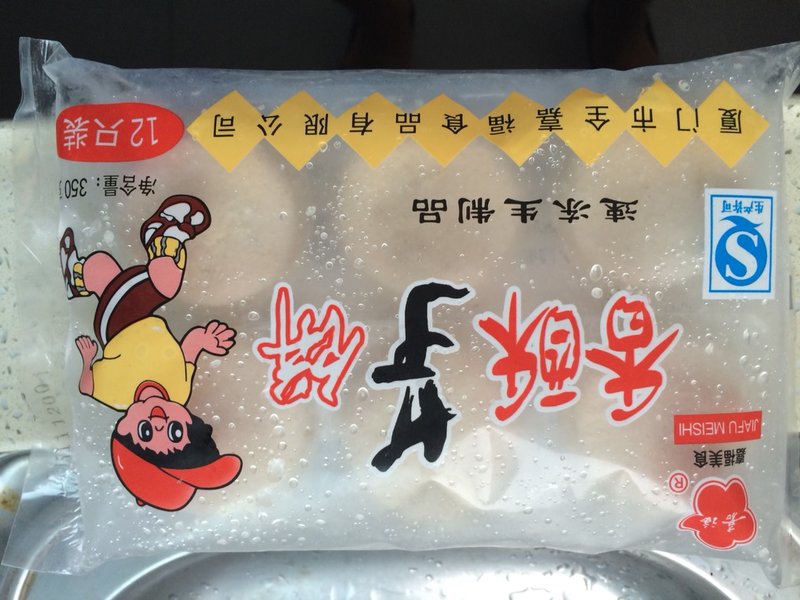 ®
嘉福美食
JIAFU MEISHI
香酥芋饼
生产许可
速冻生制品
净含量：350
厦门市全嘉福食品有限公司
12只装